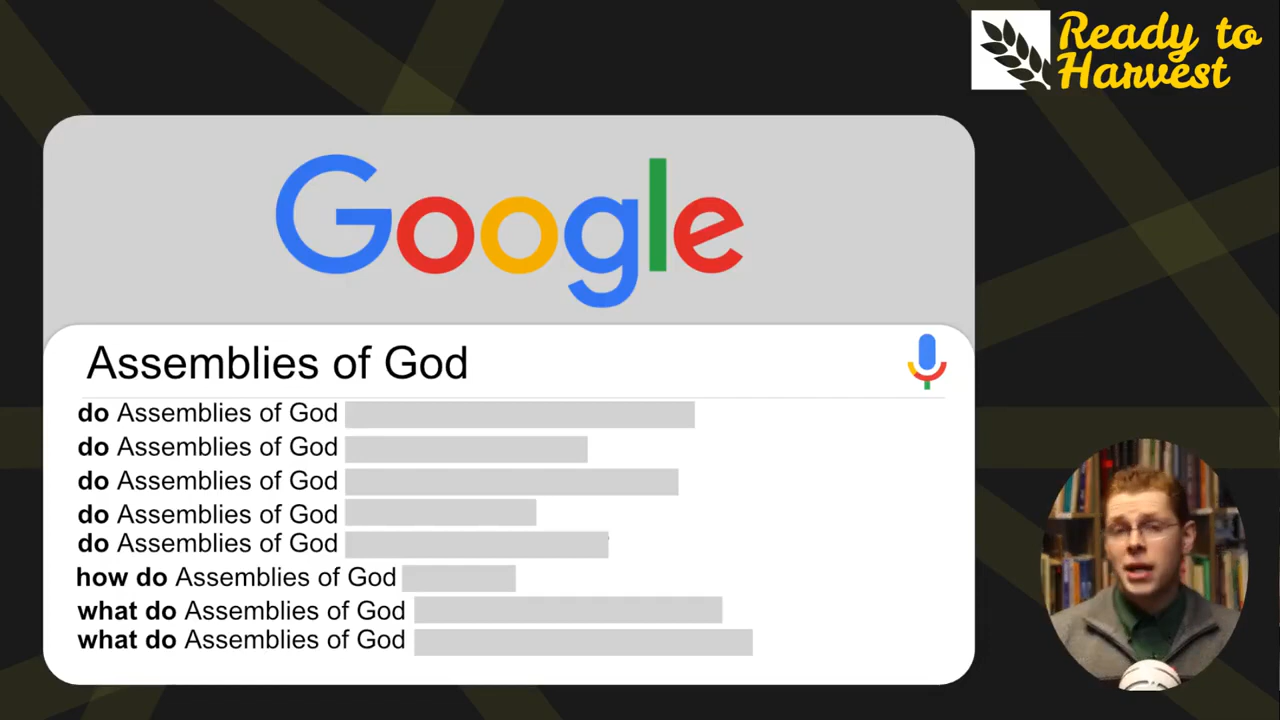 Ready to
Harvest
Google
Assemblies of God
do Assemblies of God
do Assemblies of God
do Assemblies of God
do Assemblies of God
do Assemblies of God
how do Assemblies of God
what do Assemblies of God
what do Assemblies of God